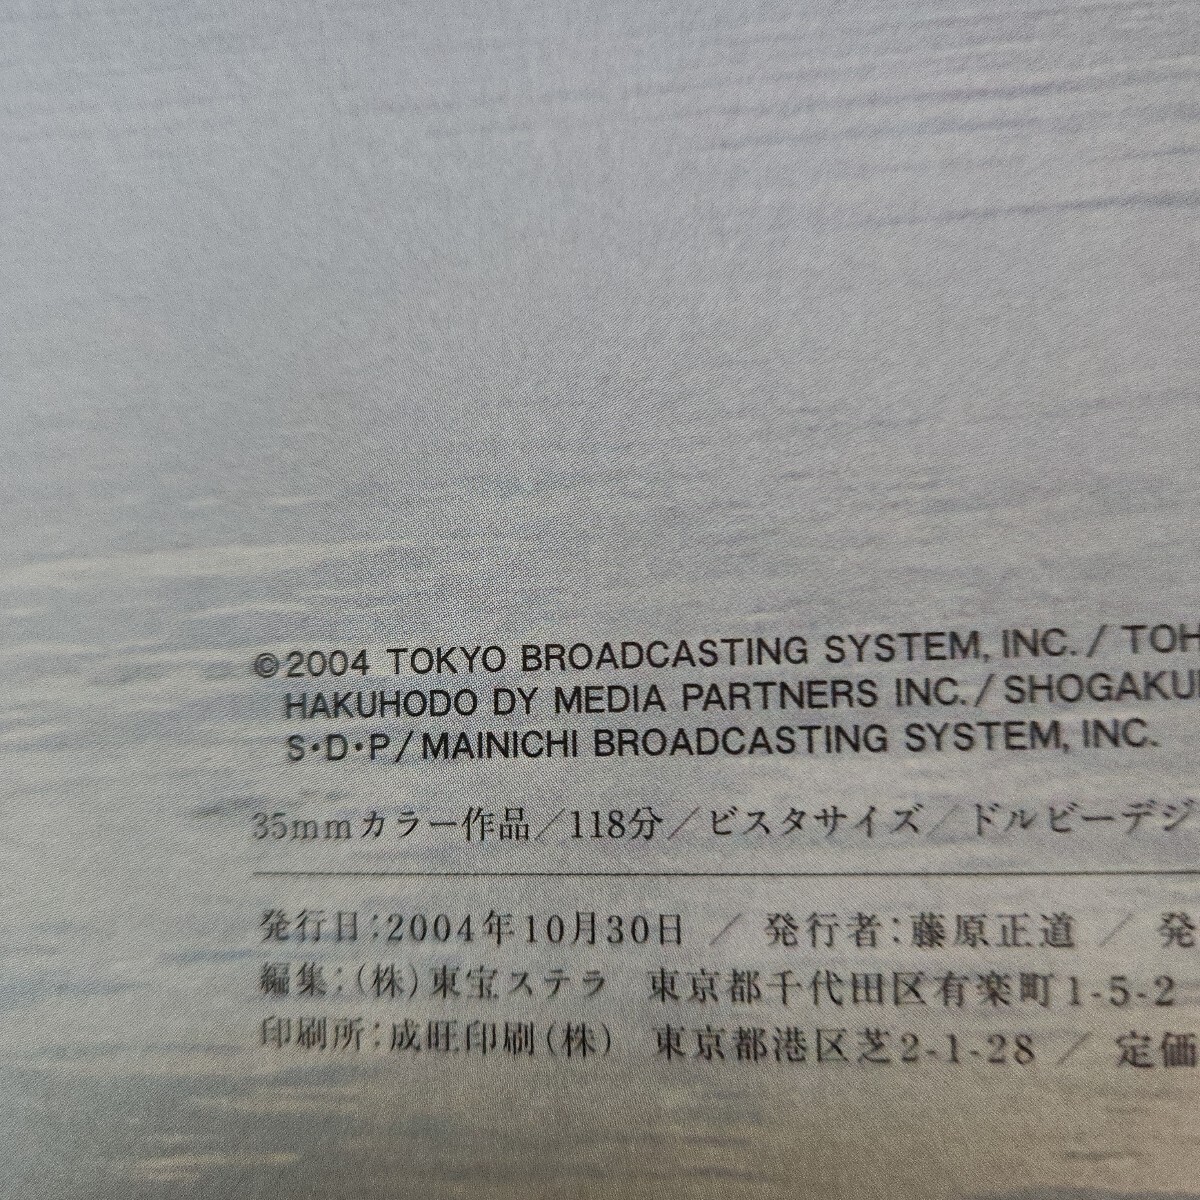 ©2004 TOKYO BROADCASTING SYSTEM, INC./TOH
HAKUHODO DY MEDIA PARTNERS INC./SHOGAKU
S・D・P/MAINICHI BROADCASTING SYSTEM, INC.
35mmカラー作品／118分／ビスタサイズ／ドルビーデジ
発行日：2004年10月30日 ／ 発行者：藤原正道 ／ 発
編集：(株)東宝ステラ 東京都千代田区有楽町1-5-2
印刷所：成旺印刷(株) 東京都港区芝2-1-28 ／ 定価